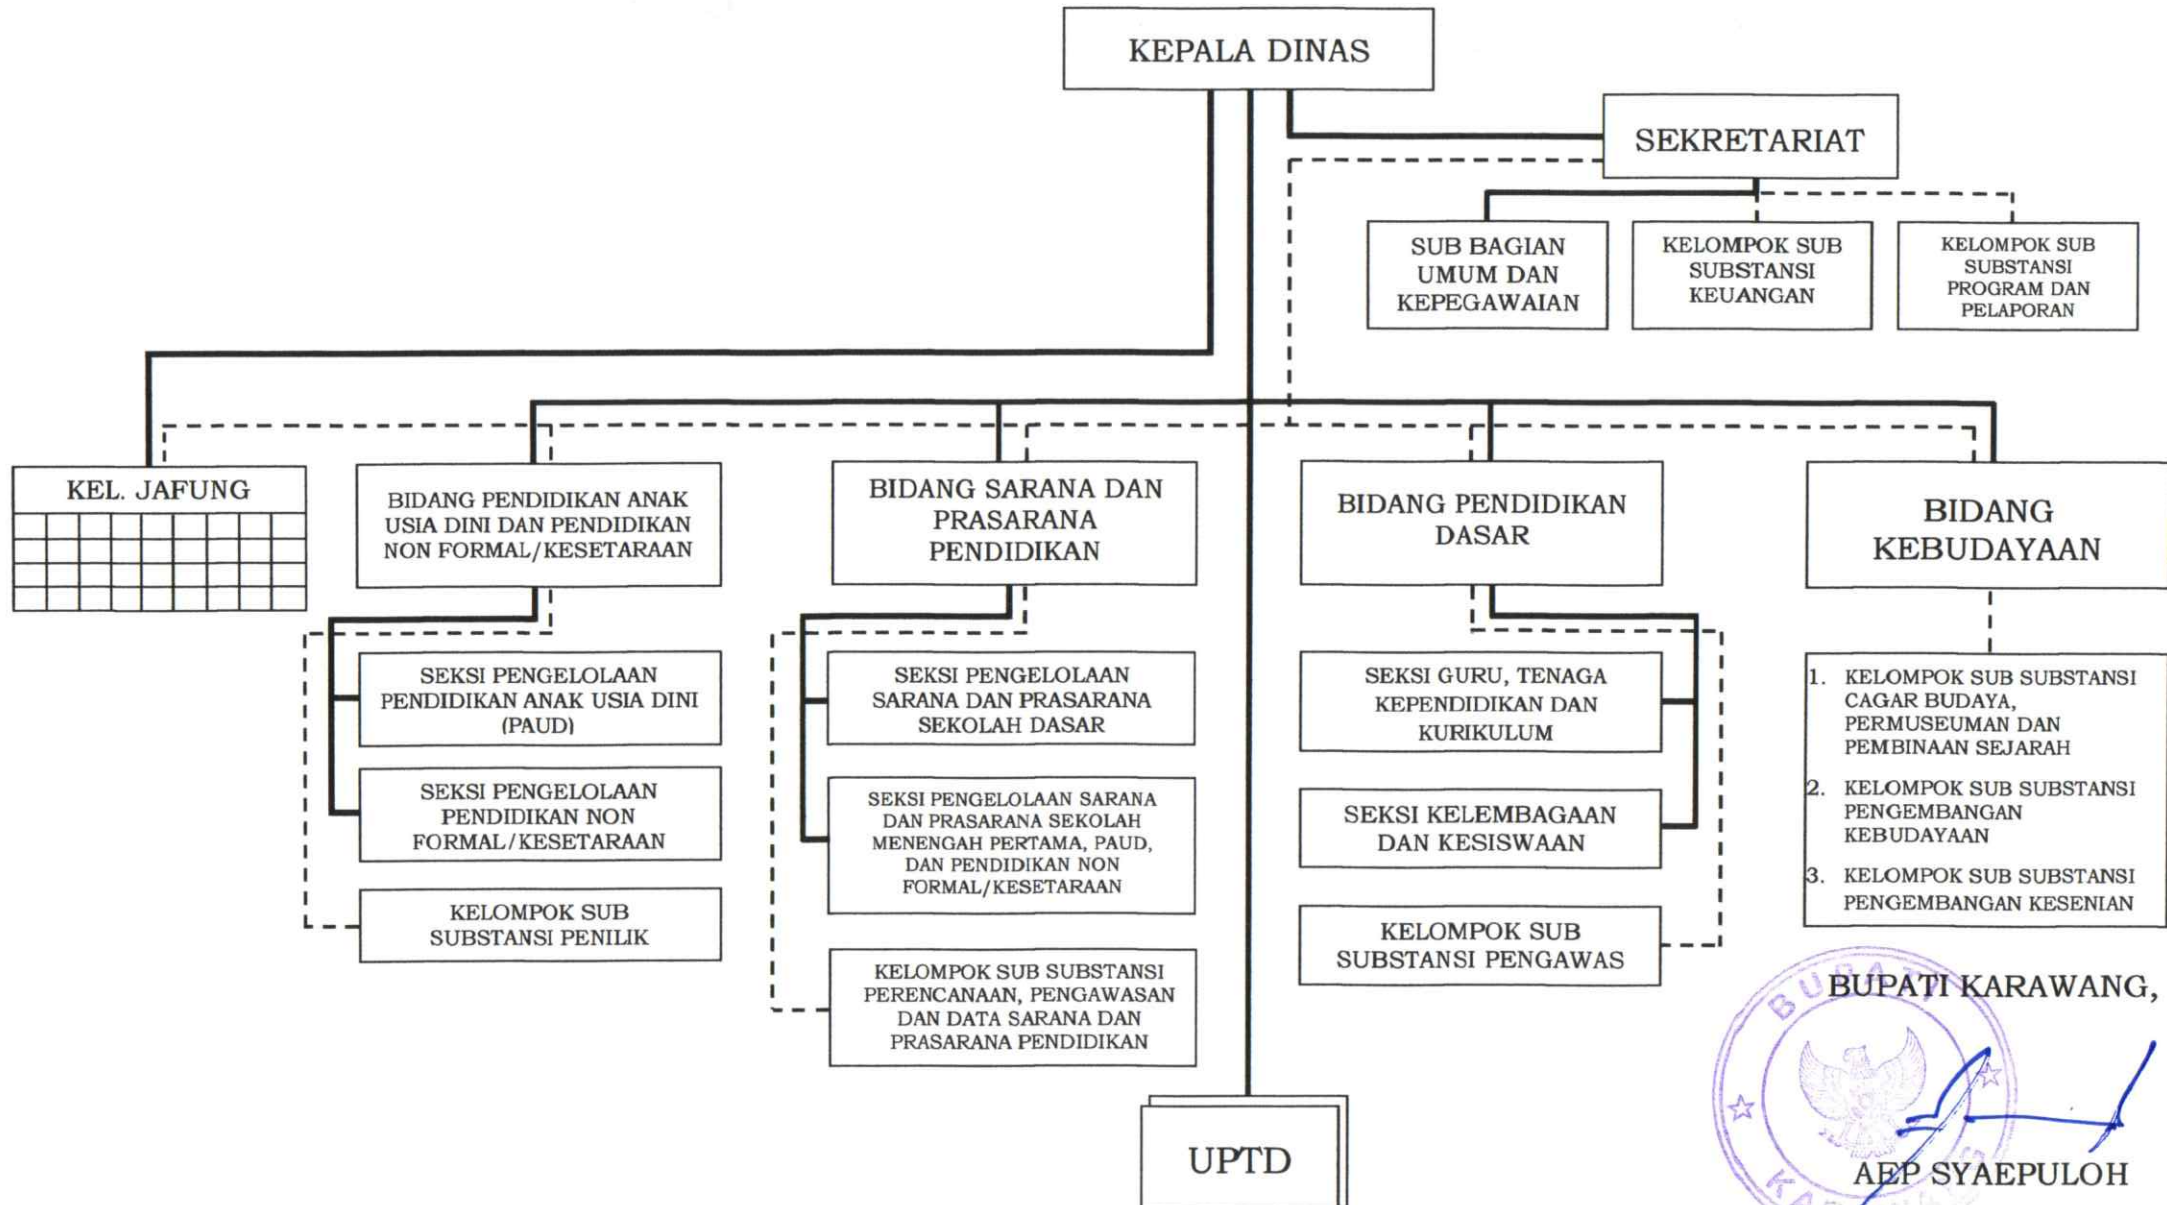 KEPALA DINAS
SEKRETARIAT
SUB BAGIAN
UMUM DAN
KEPEGAWAIAN
KELOMPOK SUB
SUBSTANSI
KEUANGAN
KELOMPOK SUB
SUBSTANSI
PROGRAM DAN
PELAPORAN
KEL. JAFUNG
BIDANG PENDIDIKAN ANAK
USIA DINI DAN PENDIDIKAN
NON FORMAL/KESETARAAN
BIDANG SARANA DAN
PRASARANA
PENDIDIKAN
BIDANG PENDIDIKAN
DASAR
BIDANG
KEBUDAYAAN
SEKSI PENGELOLAAN
PENDIDIKAN ANAK USIA DINI
(PAUD)
SEKSI PENGELOLAAN
PENDIDIKAN NON
FORMAL/KESETARAAN
KELOMPOK SUB
SUBSTANSI PENILIK
SEKSI PENGELOLAAN
SARANA DAN PRASARANA
SEKOLAH DASAR
SEKSI PENGELOLAAN SARANA
DAN PRASARANA SEKOLAH
MENENGAH PERTAMA, PAUD,
DAN PENDIDIKAN NON
FORMAL/KESETARAAN
KELOMPOK SUB SUBSTANSI
PERENCANAAN, PENGAWASAN
DAN DATA SARANA DAN
PRASARANA PENDIDIKAN
SEKSI GURU, TENAGA
KEPENDIDIKAN DAN
KURIKULUM
SEKSI KELEMBAGAAN
DAN KESISWAAN
KELOMPOK SUB
SUBSTANSI PENGAWAS
1. KELOMPOK SUB SUBSTANSI
CAGAR BUDAYA,
PERMUSEUMAN DAN
PEMBINAAN SEJARAH
2. KELOMPOK SUB SUBSTANSI
PENGEMBANGAN
KEBUDAYAAN
3. KELOMPOK SUB SUBSTANSI
PENGEMBANGAN KESENIAN
UPTD
BUPATI KARAWANG,
BUPATI
AEP SYAEPULOH